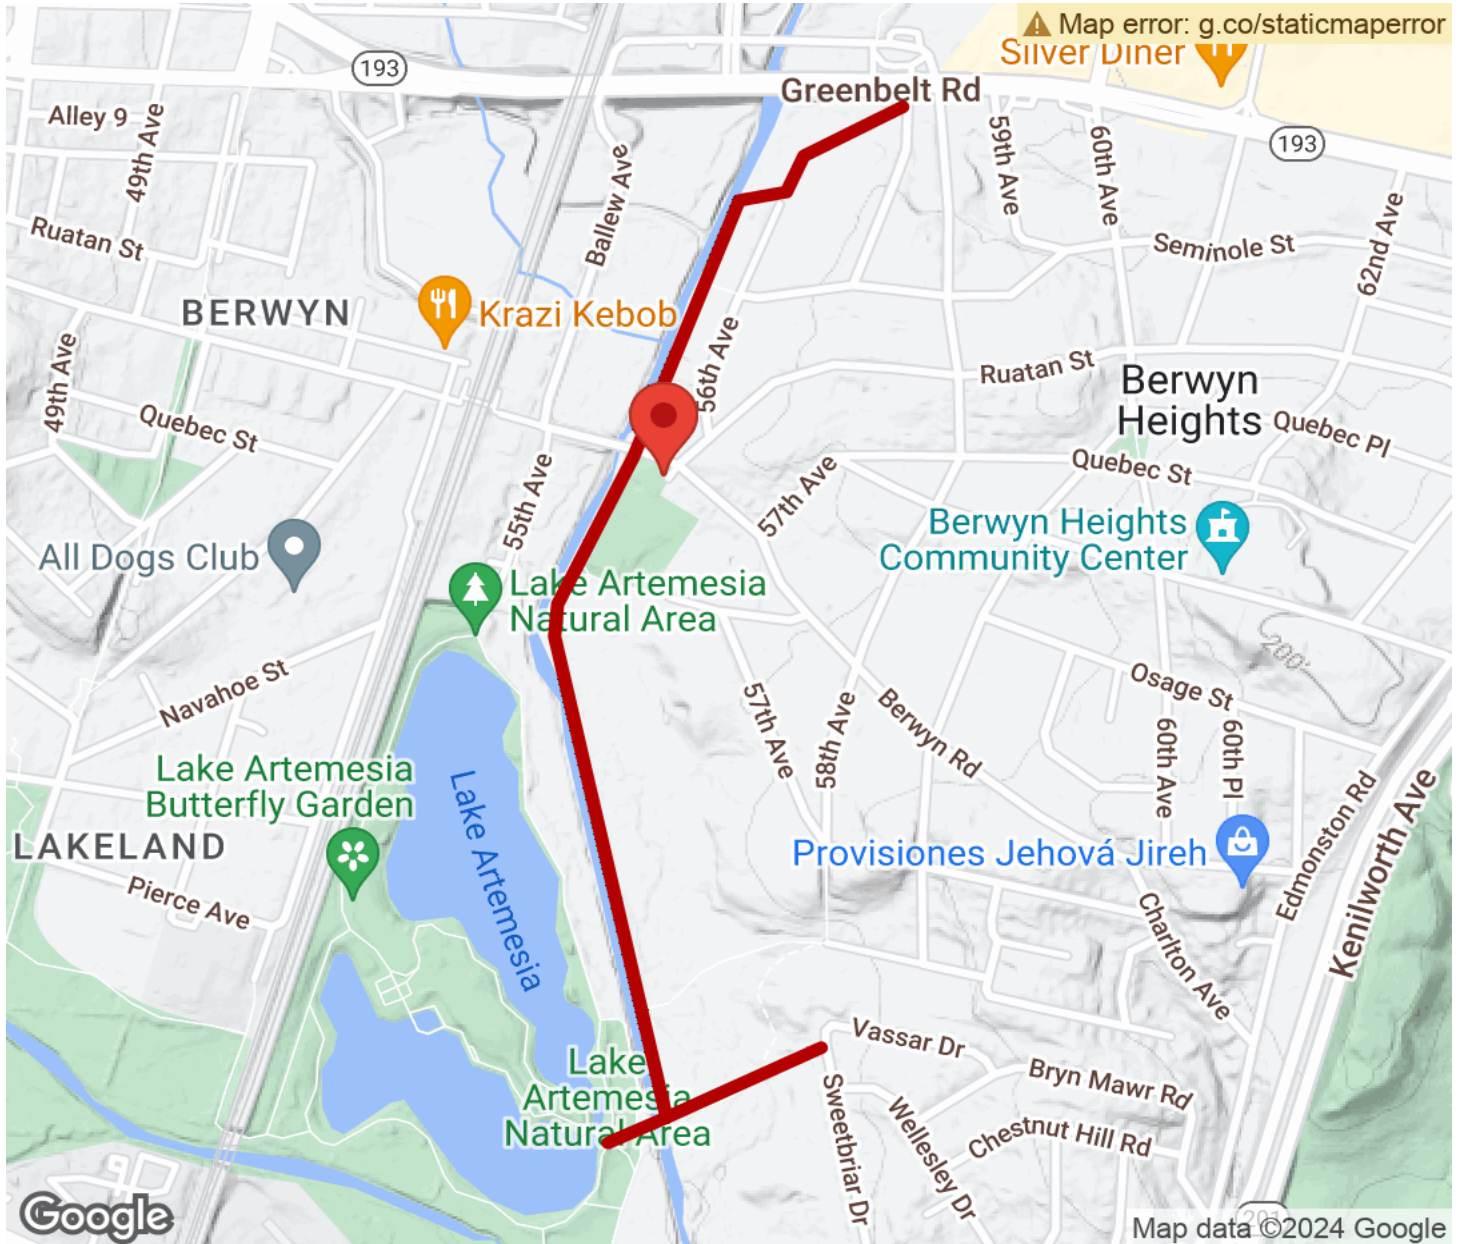 Map error: g.co/staticmaperror
Silver Diner
193
Greenbelt Rd
Alley 9
49th Ave
59th Ave
60th Ave
193
Ballew Ave
62nd Ave
Ruatan St
Seminole St
BERWYN
Krazi Kebob
49th Ave
56th Ave
Ruatan St
Berwyn
Heights
Quebec St
Quebec Pl
Quebec St
57th Ave
55th Ave
Berwyn Heights
Community Center
All Dogs Club
Lake Artemesia
Natural Area
200'
Navahoe St
Osage St
57th Ave
58th Ave
Berwyn Rd
60th Ave
60th Pl
Lake Artemesia
Butterfly Garden
Lake Artemesia
Edmonston Rd
Kenilworth Ave
LAKELAND
Provisiones Jehová Jireh
Pierce Ave
Charlton Ave
Vassar Dr
Lake
Artemesia
Natural Area
Bryn Mawr Rd
Sweetbriar Dr
Wellesley Dr
Chestnut Hill Rd
201
Google
Map data ©2024 Google